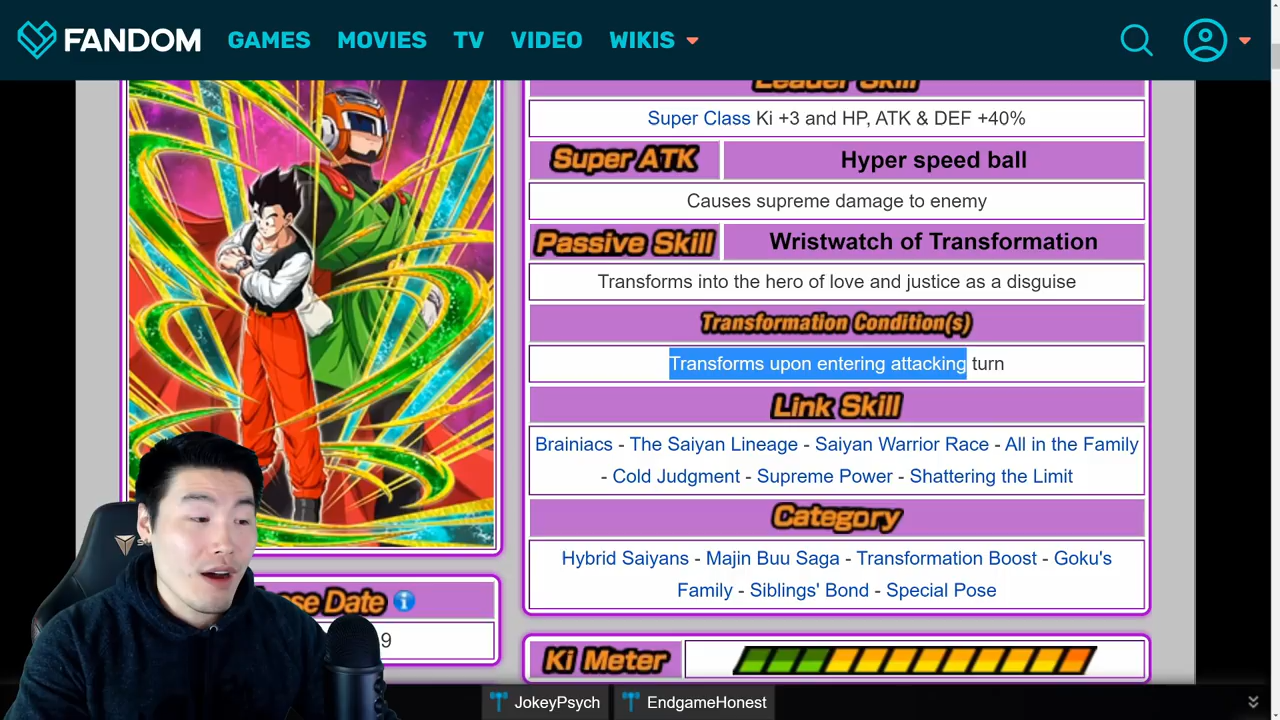 FANDOM GAMES MOVIES TV VIDEO WIKIS
Leader Skill
Super Class Ki +3 and HP, ATK & DEF +40%
Super ATK Hyper speed ball
Causes supreme damage to enemy
Passive Skill Wristwatch of Transformation
Transforms into the hero of love and justice as a disguise
Transformation Condition(s)
Transforms upon entering attacking turn
Link Skill
Brainiacs - The Saiyan Lineage - Saiyan Warrior Race - All in the Family
- Cold Judgment - Supreme Power - Shattering the Limit
Category
Hybrid Saiyans - Majin Buu Saga - Transformation Boost - Goku's
Family - Siblings' Bond - Special Pose
Date
9
Ki Meter
JokeyPsych EndgameHonest